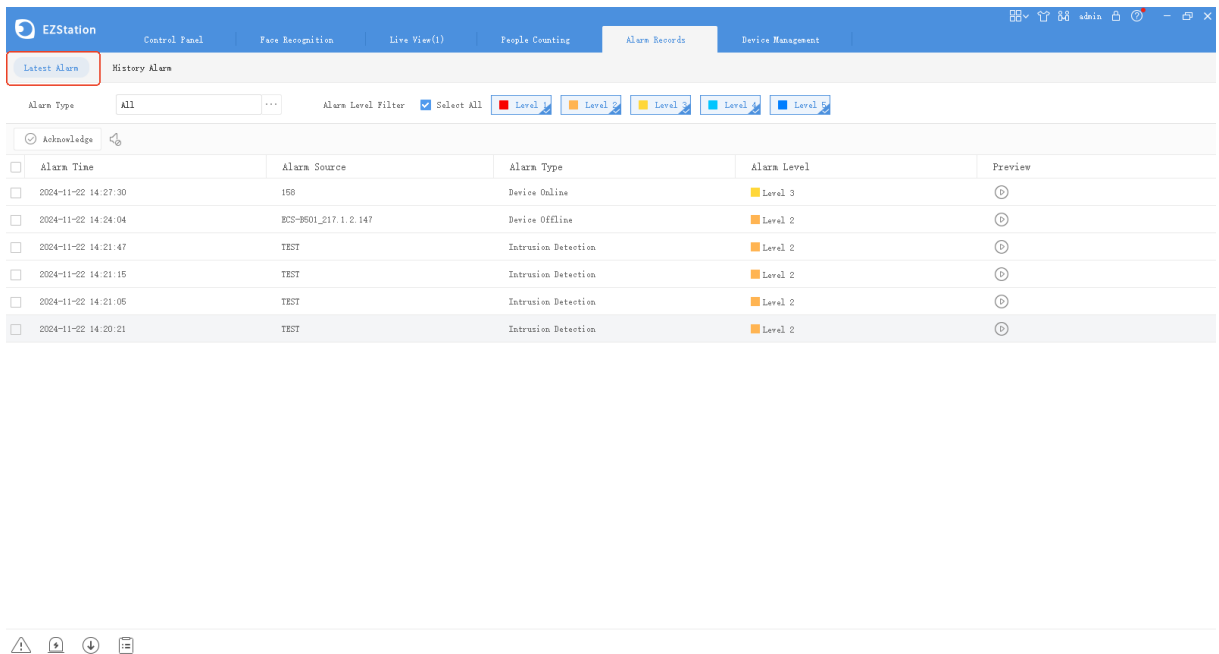 EZStation
admin
Control Panel Face Recognition Live View(1) People Counting Alarm Records Device Management
Latest Alarm History Alarm
Alarm Type All ... Alarm Level Filter Select All Level 1 Level 2 Level 3 Level 4 Level 5
Acknowledge
Alarm Time Alarm Source Alarm Type Alarm Level Preview
2024-11-22 14:27:30 158 Device Online Level 3
2024-11-22 14:24:04 ECS-B501_217.1.2.147 Device Offline Level 2
2024-11-22 14:21:47 TEST Intrusion Detection Level 2
2024-11-22 14:21:15 TEST Intrusion Detection Level 2
2024-11-22 14:21:05 TEST Intrusion Detection Level 2
2024-11-22 14:20:21 TEST Intrusion Detection Level 2